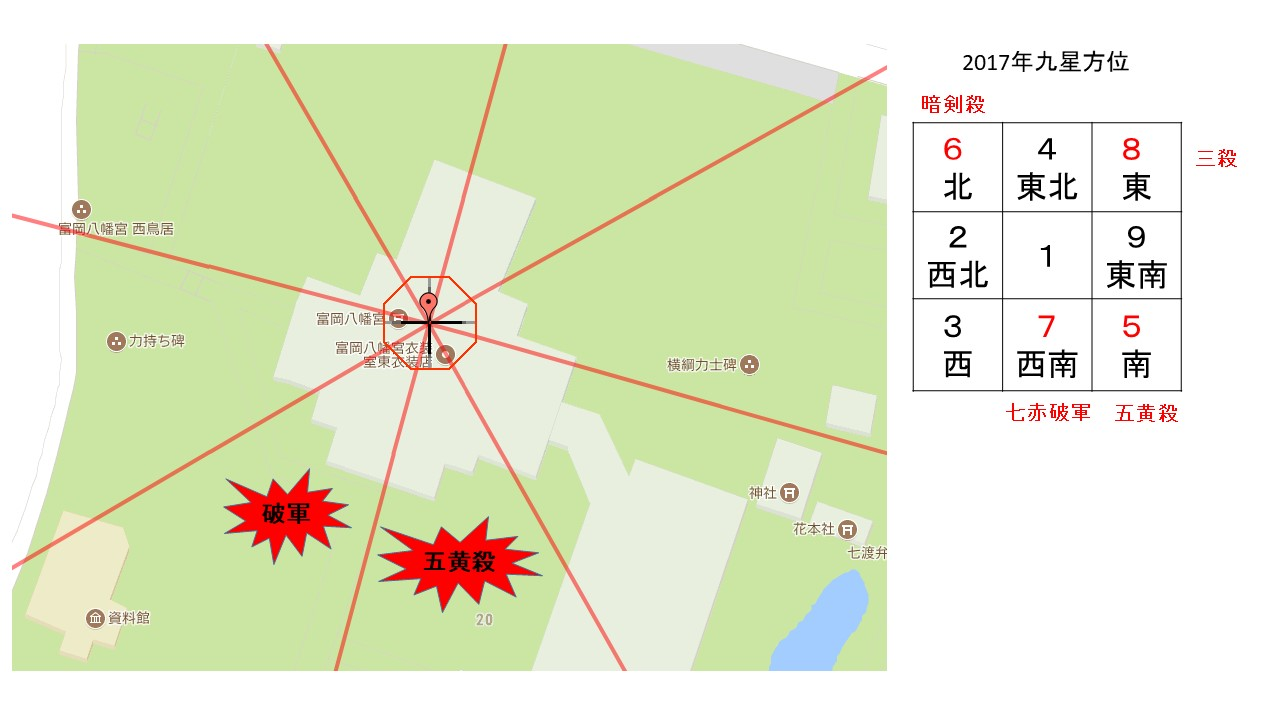 2017年九星方位
暗剣殺
6 4 8
北 東北 東
三殺
2 1 9
西北 東南
3 7 5
西 西南 南
七赤破軍 五黄殺
富岡八幡宮 西鳥居
富岡八幡宮
力持ち碑
富岡八幡宮衣装
室東衣装店
横綱力士碑
破軍
神社
花本社
七渡弁
五黄殺
資料館
20